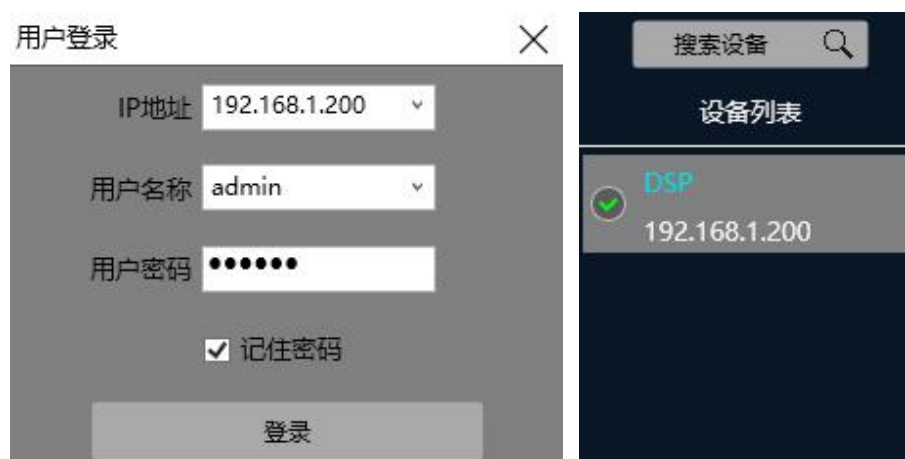 用户登录
IP地址 192.168.1.200
用户名称 admin
用户密码 ●●●●●●
记住密码
登录
搜索设备
设备列表
DSP
192.168.1.200